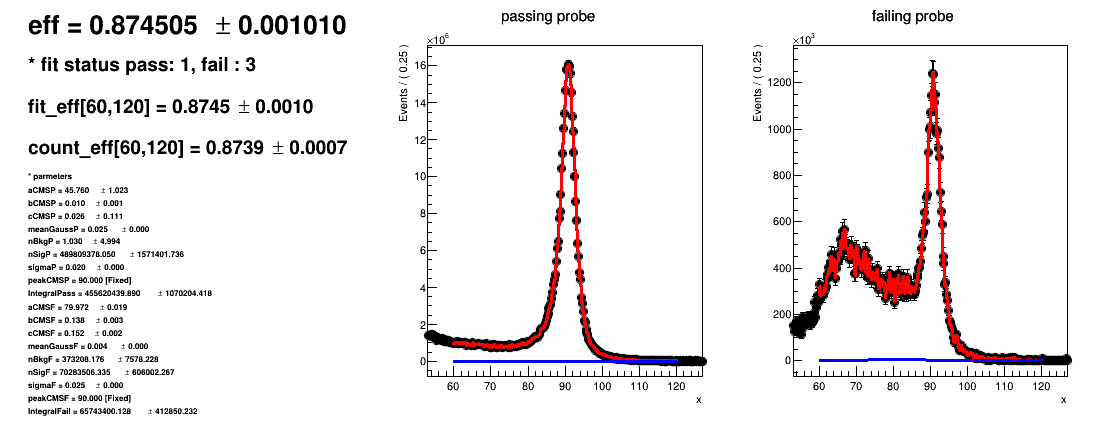 eff = 0.874505 ± 0.001010
* fit status pass: 1, fail : 3
fit_eff[60,120] = 0.8745 ± 0.0010
count_eff[60,120] = 0.8739 ± 0.0007
* parmeters
aCMSP = 45.760 ± 1.023
bCMSP = 0.010 ± 0.001
cCMSP = 0.026 ± 0.111
meanGaussP = 0.025 ± 0.000
nBkgP = 1.030 ± 4.994
nSigP = 489809378.050 ± 1571401.736
sigmaP = 0.020 ± 0.000
peakCMSP = 90.000 [Fixed]
IntegralPass = 455620439.890 ± 1070204.418
aCMSF = 79.972 ± 0.019
bCMSF = 0.138 ± 0.003
cCMSF = 0.152 ± 0.002
meanGaussF = 0.004 ± 0.000
nBkgF = 373208.176 ± 7578.228
nSigF = 70283506.335 ± 606002.267
sigmaF = 0.025 ± 0.000
peakCMSF = 90.000 [Fixed]
IntegralFail = 65743400.128 ± 412850.232
passing probe
×10⁶
Events / ( 0.25 )
16
14
12
10
8
6
4
2
0
60 70 80 90 100 110 120
x
failing probe
×10³
Events / ( 0.25 )
1200
1000
800
600
400
200
0
60 70 80 90 100 110 120
x